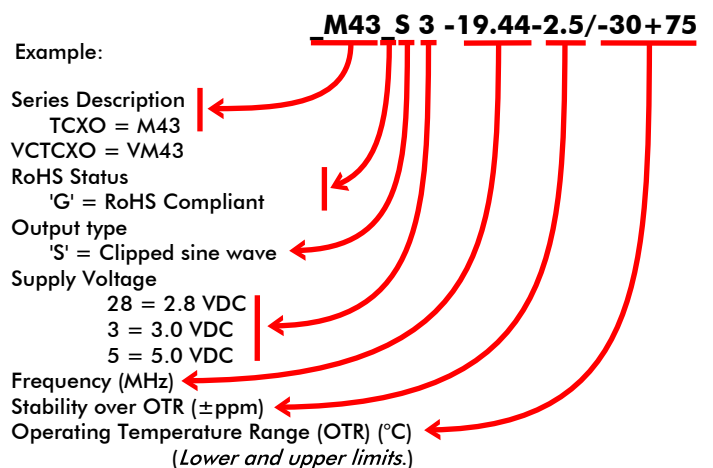 _M43_S 3 -19.44-2.5/-30+75
Example:
Series Description
TCXO = M43
VCTCXO = VM43
RoHS Status
'G' = RoHS Compliant
Output type
'S' = Clipped sine wave
Supply Voltage
28 = 2.8 VDC
3 = 3.0 VDC
5 = 5.0 VDC
Frequency (MHz)
Stability over OTR (±ppm)
Operating Temperature Range (OTR) (°C)
(Lower and upper limits.)